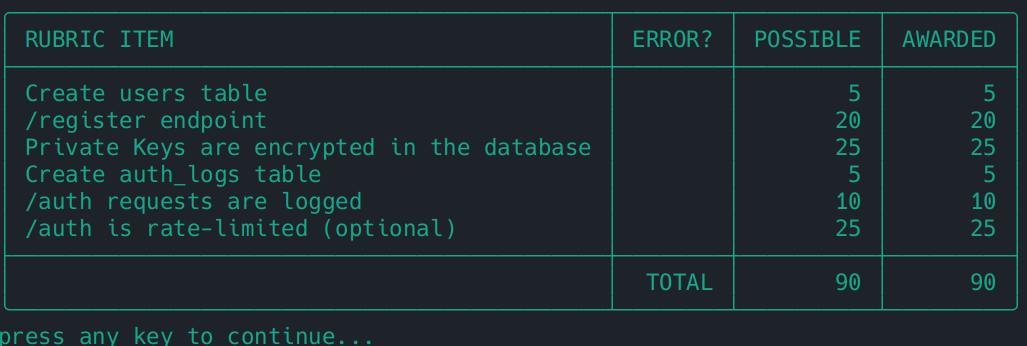 RUBRIC ITEM ERROR? POSSIBLE AWARDED
Create users table 5 5
/register endpoint 20 20
Private Keys are encrypted in the database 25 25
Create auth_logs table 5 5
/auth requests are logged 10 10
/auth is rate-limited (optional) 25 25
TOTAL 90 90
press any key to continue...